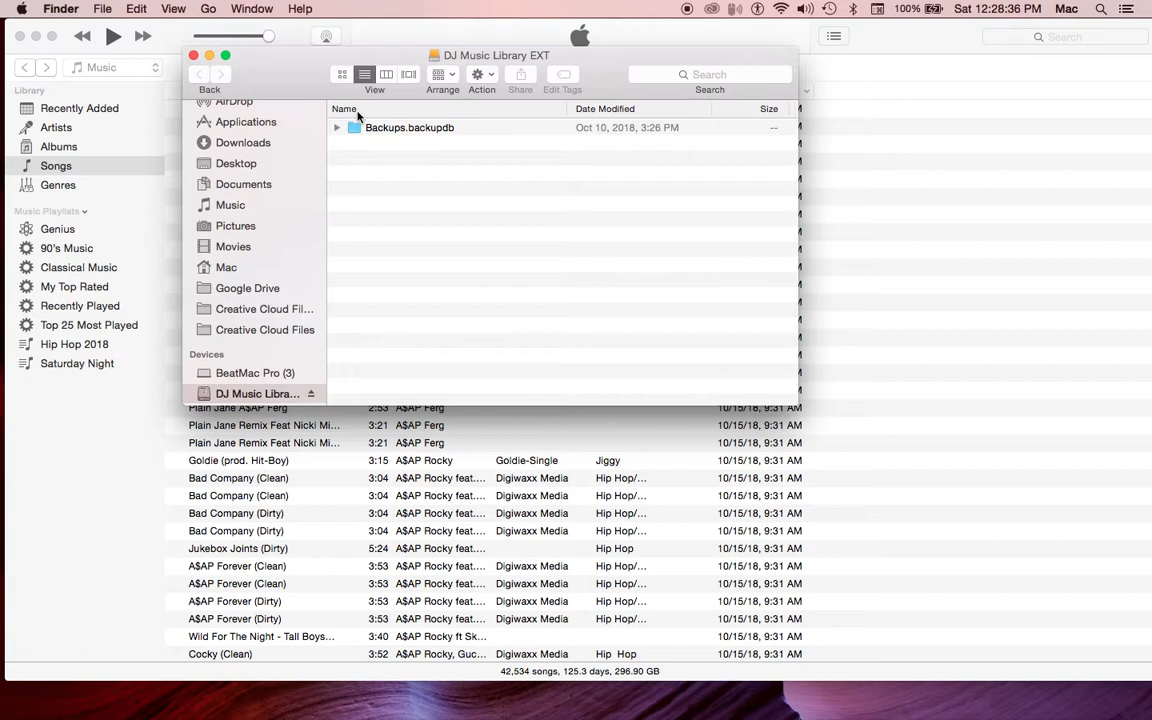 Finder File Edit View Go Window Help 100% Sat 12:28:36 PM Mac
Search
DJ Music Library EXT
Music
Search
Back View Arrange Action Share Edit Tags Search
Library
Recently Added
Artists
Albums
Songs
Genres
Music Playlists
Genius
90's Music
Classical Music
My Top Rated
Recently Played
Top 25 Most Played
Hip Hop 2018
Saturday Night
AirDrop
Applications
Downloads
Desktop
Documents
Music
Pictures
Movies
Mac
Google Drive
Creative Cloud Fil...
Creative Cloud Files
Devices
BeatMac Pro (3)
DJ Music Libra...
Name Date Modified Size
Backups.backupdb Oct 10, 2018, 3:26 PM --
Plain Jane A$AP Ferg 2:53 A$AP Ferg 10/15/18, 9:31 AM
Plain Jane Remix Feat Nicki Mi... 3:21 A$AP Ferg 10/15/18, 9:31 AM
Plain Jane Remix Feat Nicki Mi... 3:21 A$AP Ferg 10/15/18, 9:31 AM
Goldie (prod. Hit-Boy) 3:15 A$AP Rocky Goldie-Single Jiggy 10/15/18, 9:31 AM
Bad Company (Clean) 3:04 A$AP Rocky feat.... Digiwaxx Media Hip Hop/... 10/15/18, 9:31 AM
Bad Company (Clean) 3:04 A$AP Rocky feat.... Digiwaxx Media Hip Hop/... 10/15/18, 9:31 AM
Bad Company (Dirty) 3:04 A$AP Rocky feat.... Digiwaxx Media Hip Hop/... 10/15/18, 9:31 AM
Bad Company (Dirty) 3:04 A$AP Rocky feat.... Digiwaxx Media Hip Hop/... 10/15/18, 9:31 AM
Jukebox Joints (Dirty) 5:24 A$AP Rocky feat.... Hip Hop 10/15/18, 9:31 AM
A$AP Forever (Clean) 3:53 A$AP Rocky feat.... Digiwaxx Media Hip Hop/... 10/15/18, 9:31 AM
A$AP Forever (Clean) 3:53 A$AP Rocky feat.... Digiwaxx Media Hip Hop/... 10/15/18, 9:31 AM
A$AP Forever (Dirty) 3:53 A$AP Rocky feat.... Digiwaxx Media Hip Hop/... 10/15/18, 9:31 AM
A$AP Forever (Dirty) 3:53 A$AP Rocky feat.... Digiwaxx Media Hip Hop/... 10/15/18, 9:31 AM
Wild For The Night - Tall Boys... 3:40 A$AP Rocky ft Sk... 10/15/18, 9:31 AM
Cocky (Clean) 3:52 A$AP Rocky, Guc... Digiwaxx Media Hip Hop 10/15/18, 9:31 AM
42,534 songs, 125.3 days, 296.90 GB